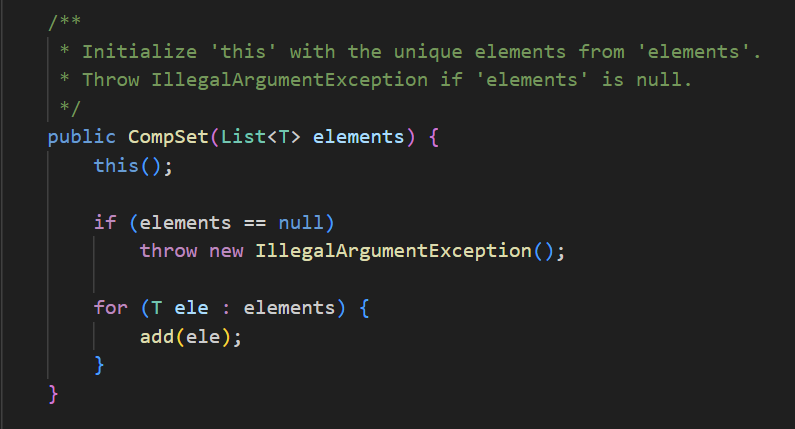 /**
 * Initialize 'this' with the unique elements from 'elements'.
 * Throw IllegalArgumentException if 'elements' is null.
 */
public CompSet(List<T> elements) {
    this();

    if (elements == null)
        throw new IllegalArgumentException();

    for (T ele : elements) {
        add(ele);
    }
}